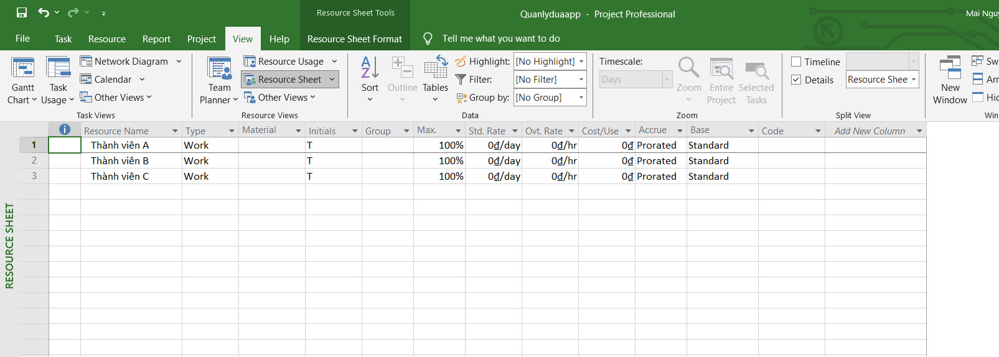 Resource Sheet Tools
Quanlyduaapp - Project Professional
Mai Ngu
File Task Resource Report Project View Help Resource Sheet Format Tell me what you want to do
Gantt Chart
Task Usage
Network Diagram
Calendar
Other Views
Task Views
Team Planner
Resource Usage
Resource Sheet
Other Views
Resource Views
Sort
Outline
Tables
Highlight: [No Highlight]
Filter: [No Filter]
Group by: [No Group]
Data
Timescale:
Days
Zoom
Entire Project
Selected Tasks
Zoom
Timeline
Details Resource Shee
Split View
New Window
Sw
Arr
Hid
Win
Resource Name Type Material Initials Group Max. Std. Rate Ovt. Rate Cost/Use Accrue Base Code Add New Column
1 Thành viên A Work T 100% 0₫/day 0₫/hr 0₫ Prorated Standard
2 Thành viên B Work T 100% 0₫/day 0₫/hr 0₫ Prorated Standard
3 Thành viên C Work T 100% 0₫/day 0₫/hr 0₫ Prorated Standard
RESOURCE SHEET